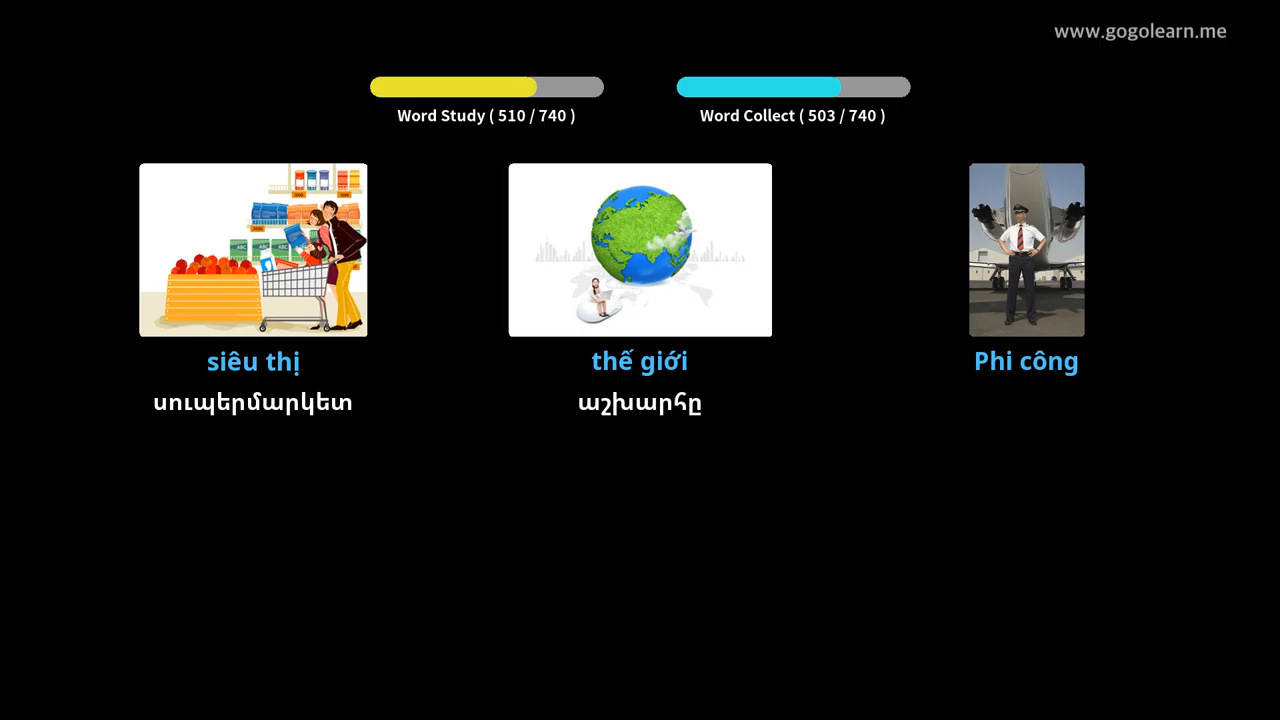 www.gogolearn.me
Word Study ( 510 / 740 )
Word Collect ( 503 / 740 )
siêu thị
thế giới
Phi công
սուպերմարկետ
աշխարհը